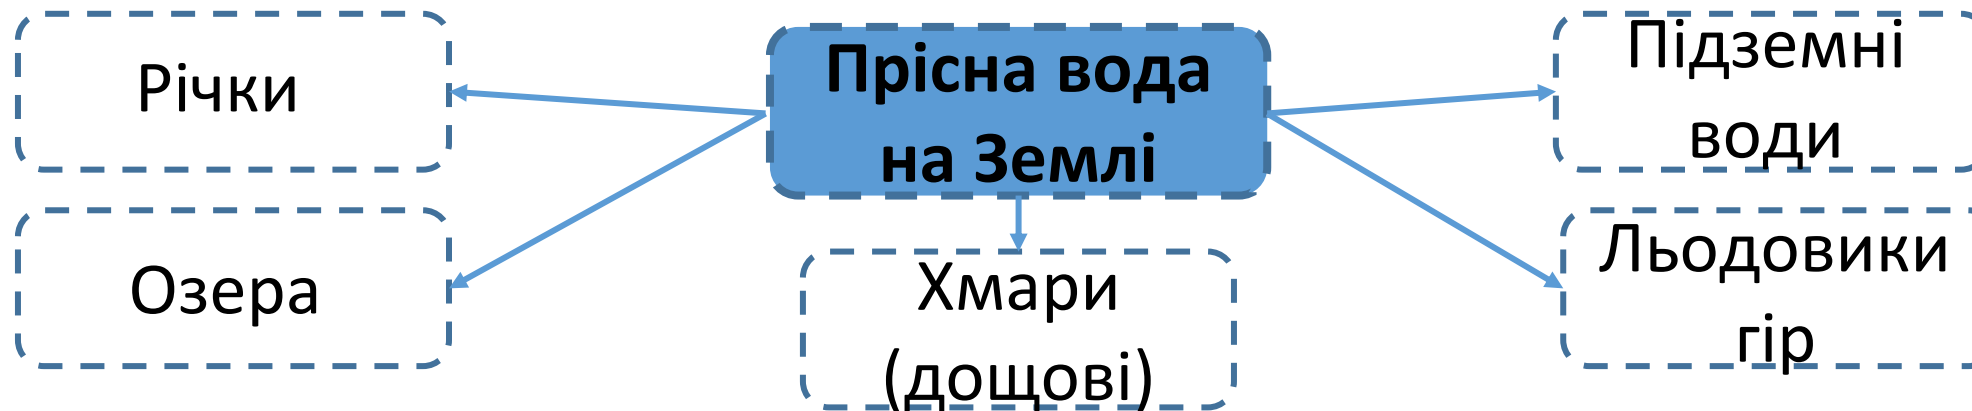 Річки
Прісна вода
на Землі
Підземні
води
Озера
Хмари
(дощові)
Льодовики
гір